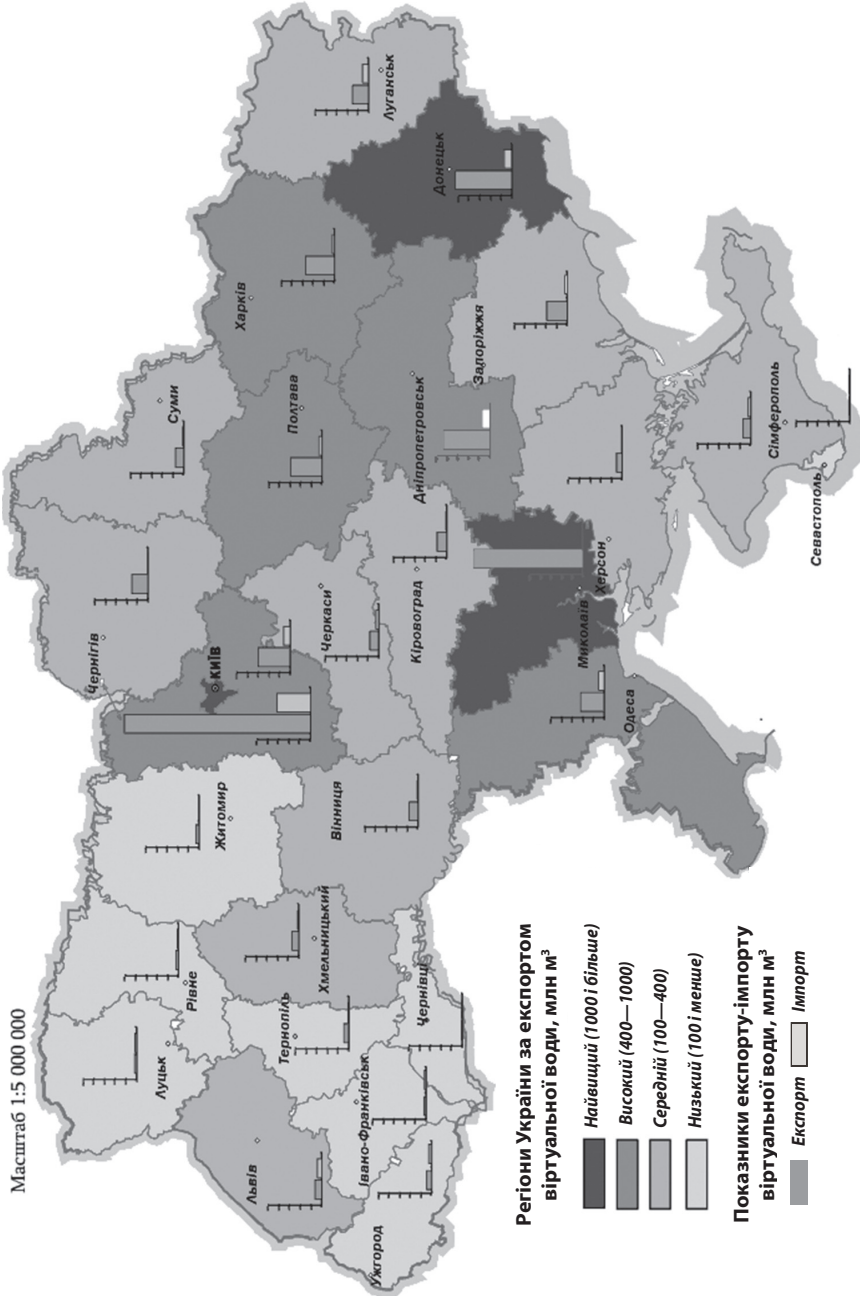 Масштаб 1:5 000 000
Луцьк
Рівне
Житомир
Чернігів
КИЇВ
Суми
Харків
Луганськ
Львів
Тернопіль
Хмельницький
Вінниця
Черкаси
Полтава
Дніпропетровськ
Донецьк
Ужгород
Івано-Франківськ
Чернівці
Кіровоград
Запоріжжя
Одеса
Миколаїв
Херсон
Сімферополь
Севастополь
Регіони України за експортом
віртуальної води, млн м³
Найвищий (1000 і більше)
Високий (400—1000)
Середній (100—400)
Низький (100 і менше)
Показники експорту-імпорту
віртуальної води, млн м³
Експорт Імпорт